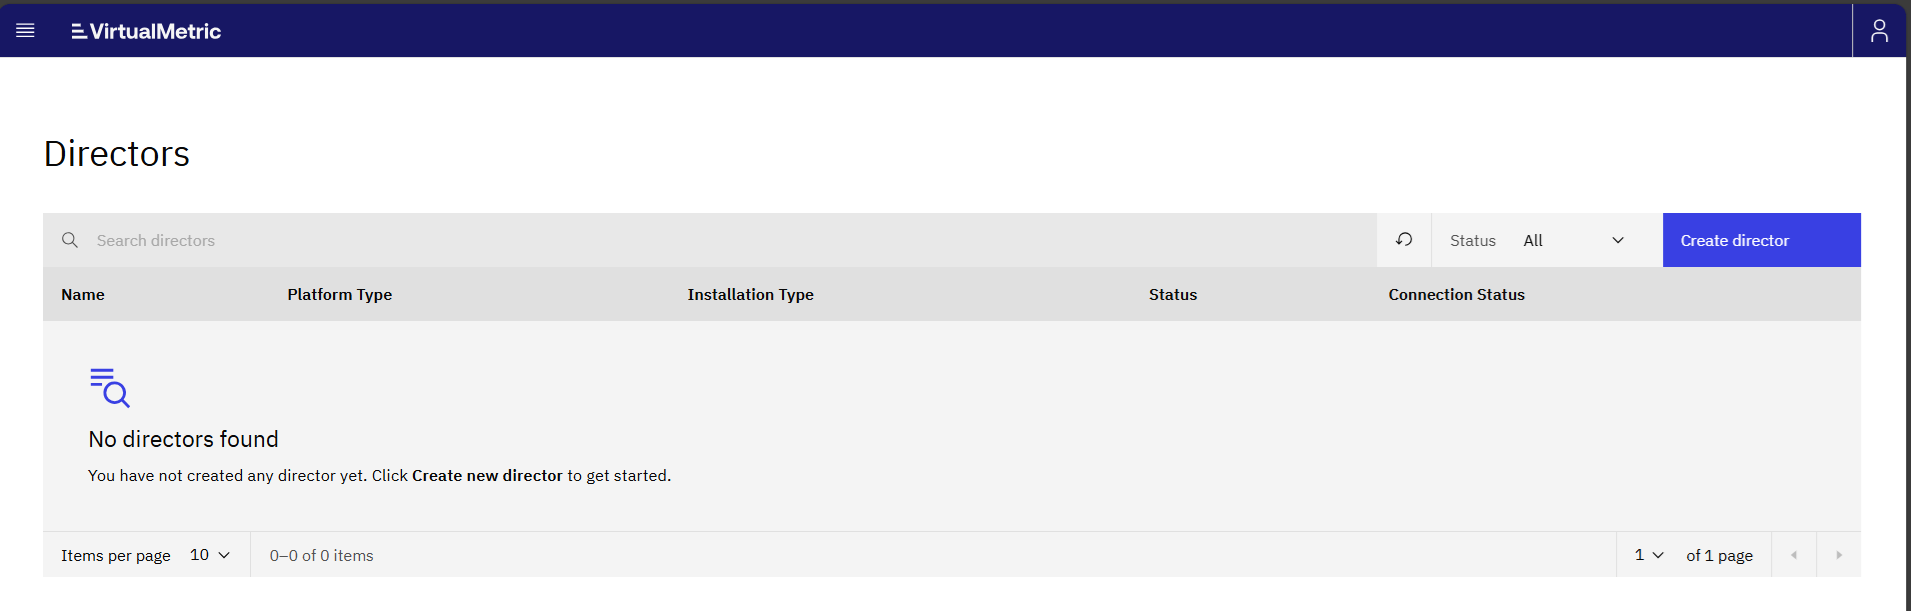 VirtualMetric
Directors
Search directors
Status All
Create director
Name Platform Type Installation Type Status Connection Status
No directors found
You have not created any director yet. Click Create new director to get started.
Items per page 10 0–0 of 0 items 1 of 1 page